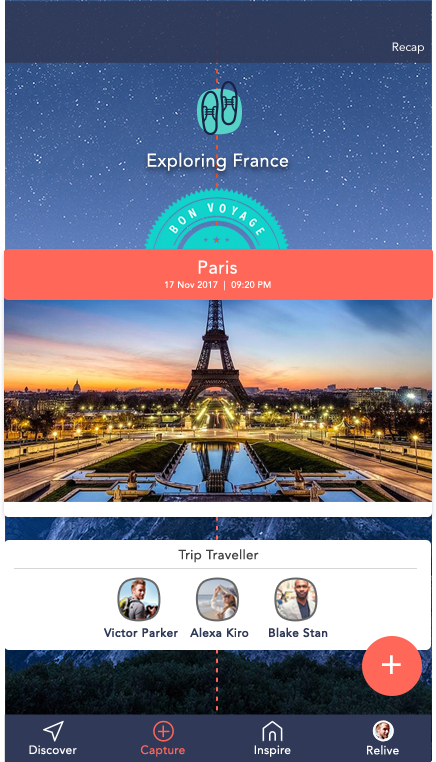 Recap
Exploring France
BON VOYAGE
Paris
17 Nov 2017 | 09:20 PM
Trip Traveller
Victor Parker Alexa Kiro Blake Stan
+
Discover Capture Inspire Relive